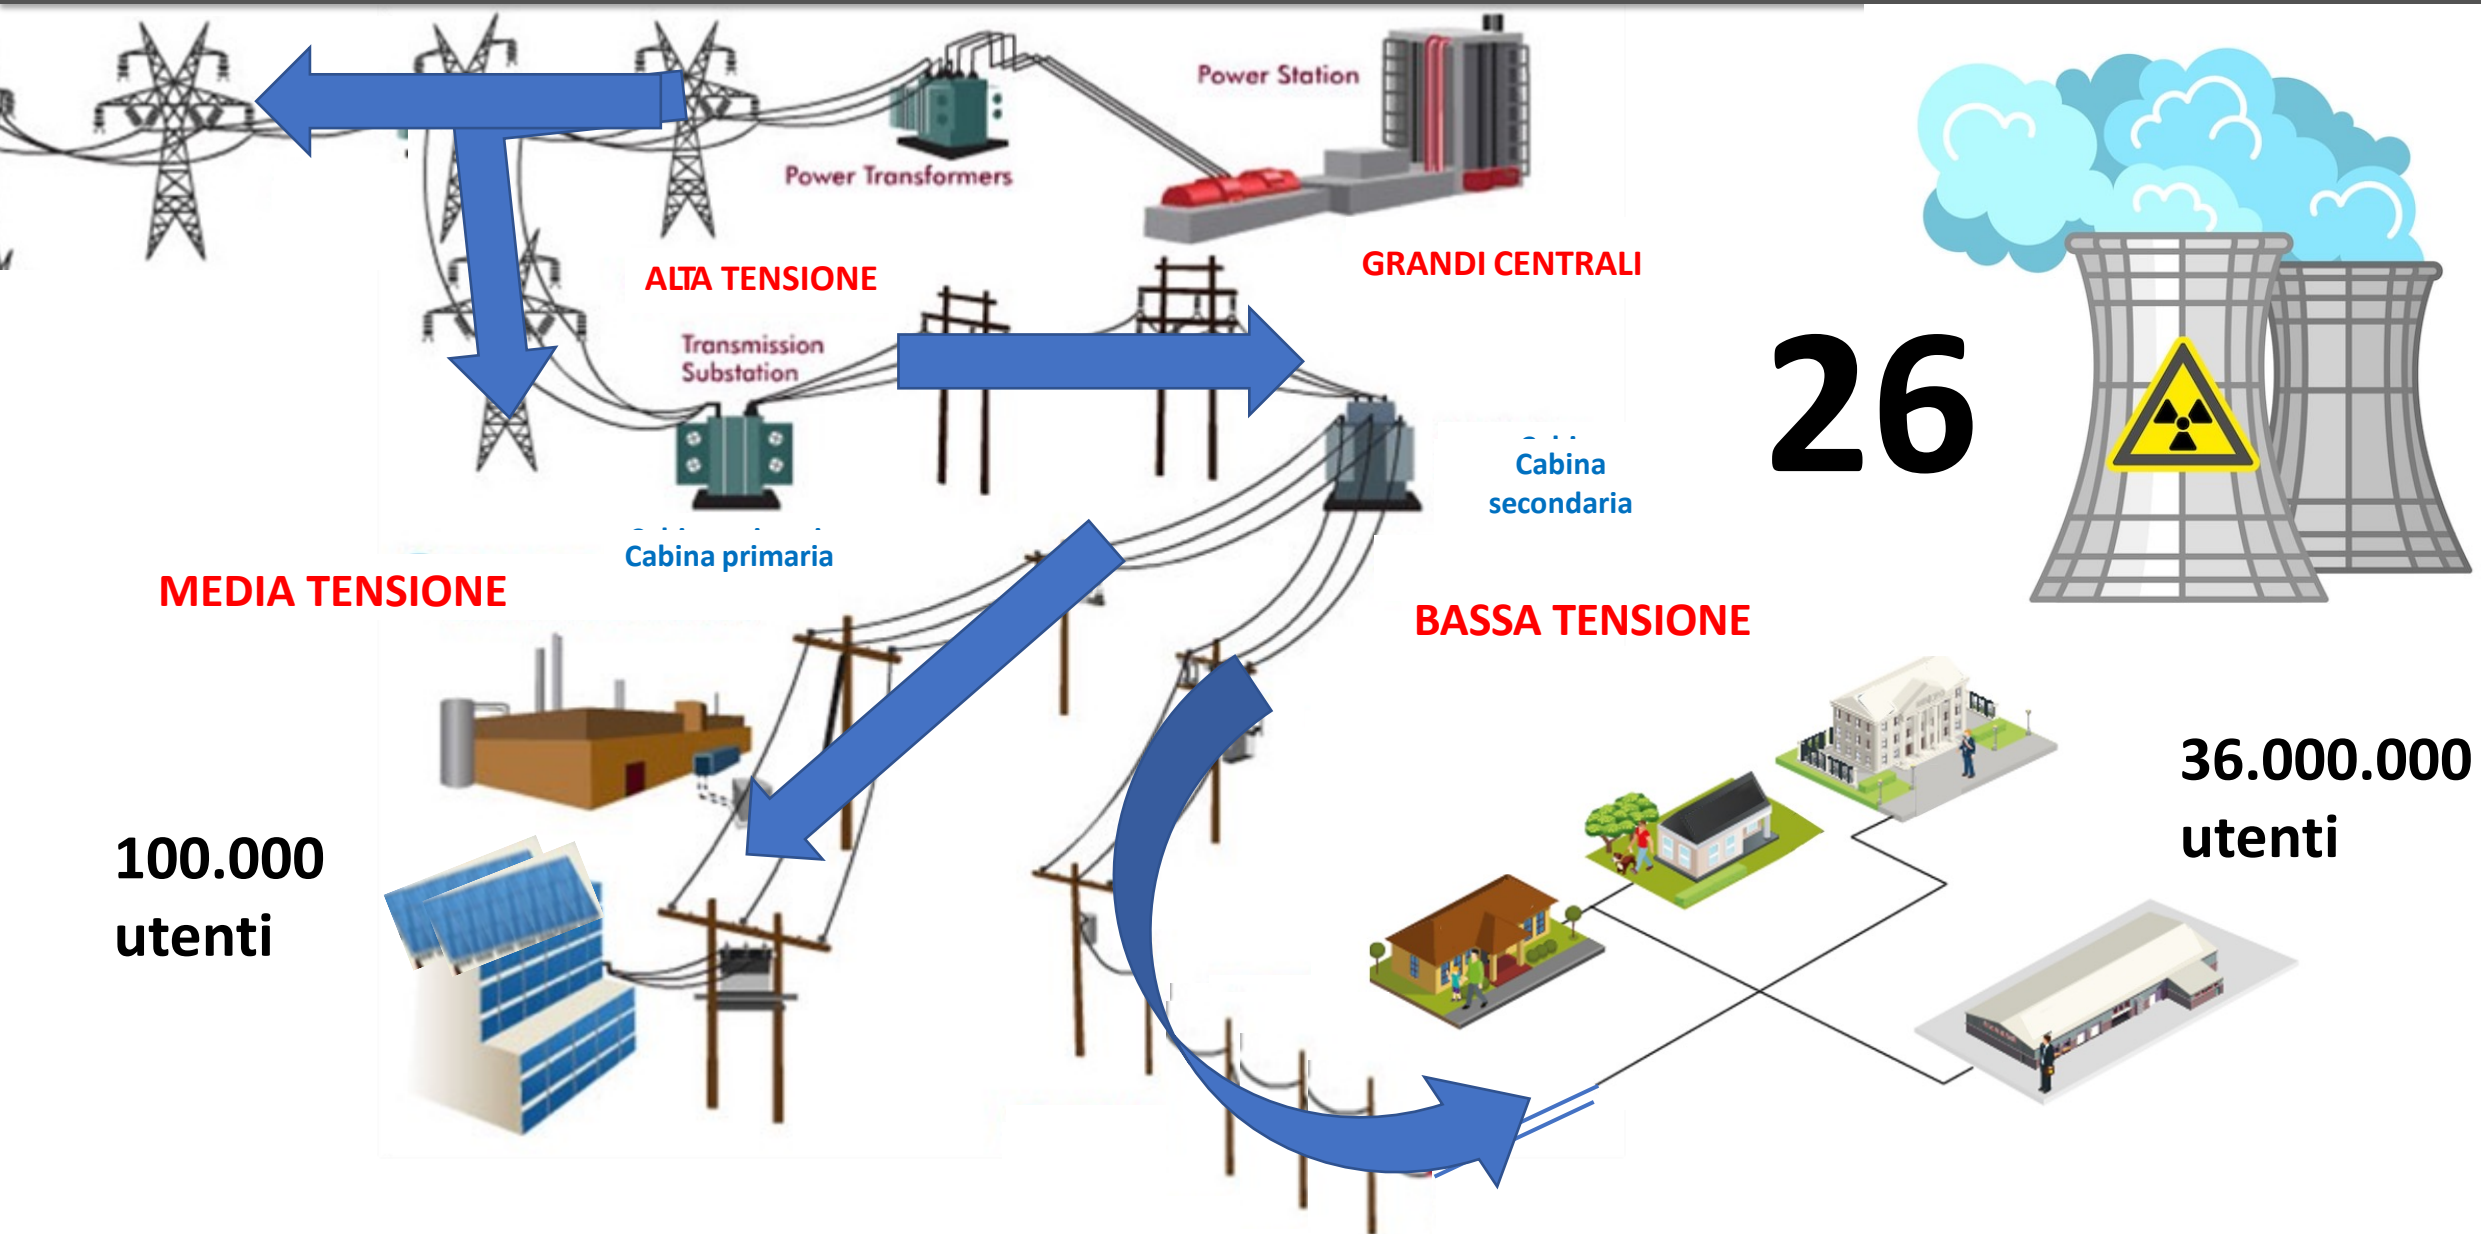 Power Station
Power Transformers
GRANDI CENTRALI
ALTA TENSIONE
26
Transmission
Substation
Cabina
secondaria
Cabina primaria
MEDIA TENSIONE
BASSA TENSIONE
36.000.000
utenti
100.000
utenti